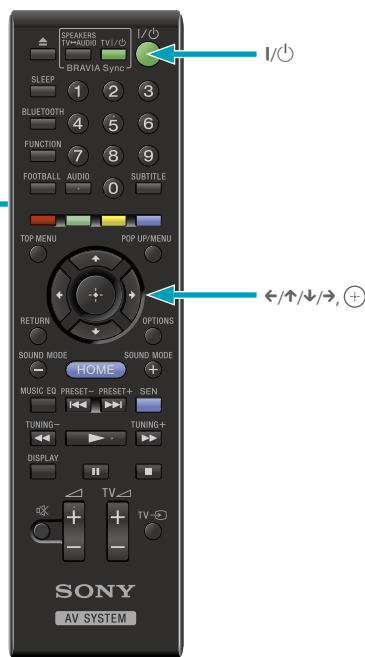 I/⏻
SPEAKERS
TV↔AUDIO TV I/⏻
I/⏻
BRAVIA Sync
SLEEP
1 2 3
BLUETOOTH
4 5 6
FUNCTION
7 8 9
FOOTBALL AUDIO 0 SUBTITLE
TOP MENU POP UP/MENU
←/↑/↓/→,
RETURN OPTIONS
SOUND MODE SOUND MODE
− HOME +
MUSIC EQ PRESET− PRESET+ SEN
TUNING− TUNING+
DISPLAY
TV
+ +
TV
− −
SONY
AV SYSTEM